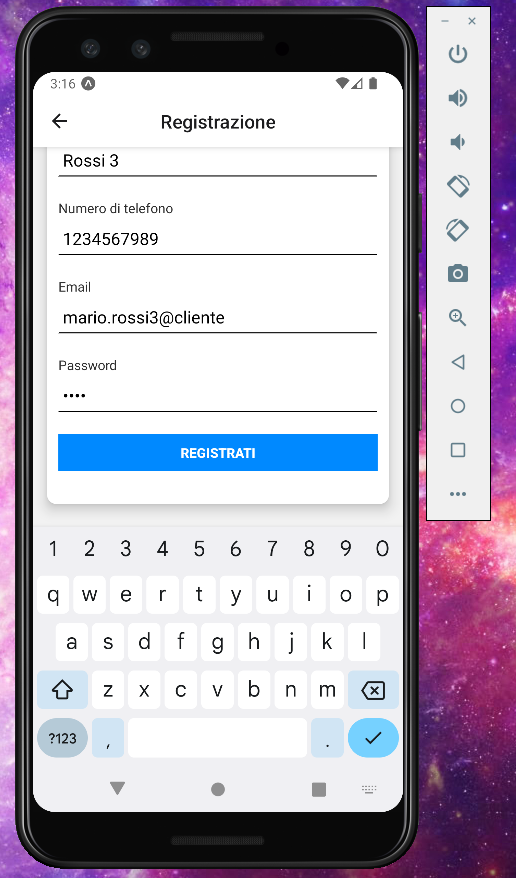 3:16
Registrazione
Rossi 3
Numero di telefono
1234567989
Email
mario.rossi3@cliente
Password
••••
REGISTRATI
1 2 3 4 5 6 7 8 9 0
q w e r t y u i o p
a s d f g h j k l
z x c v b n m
?123 , .